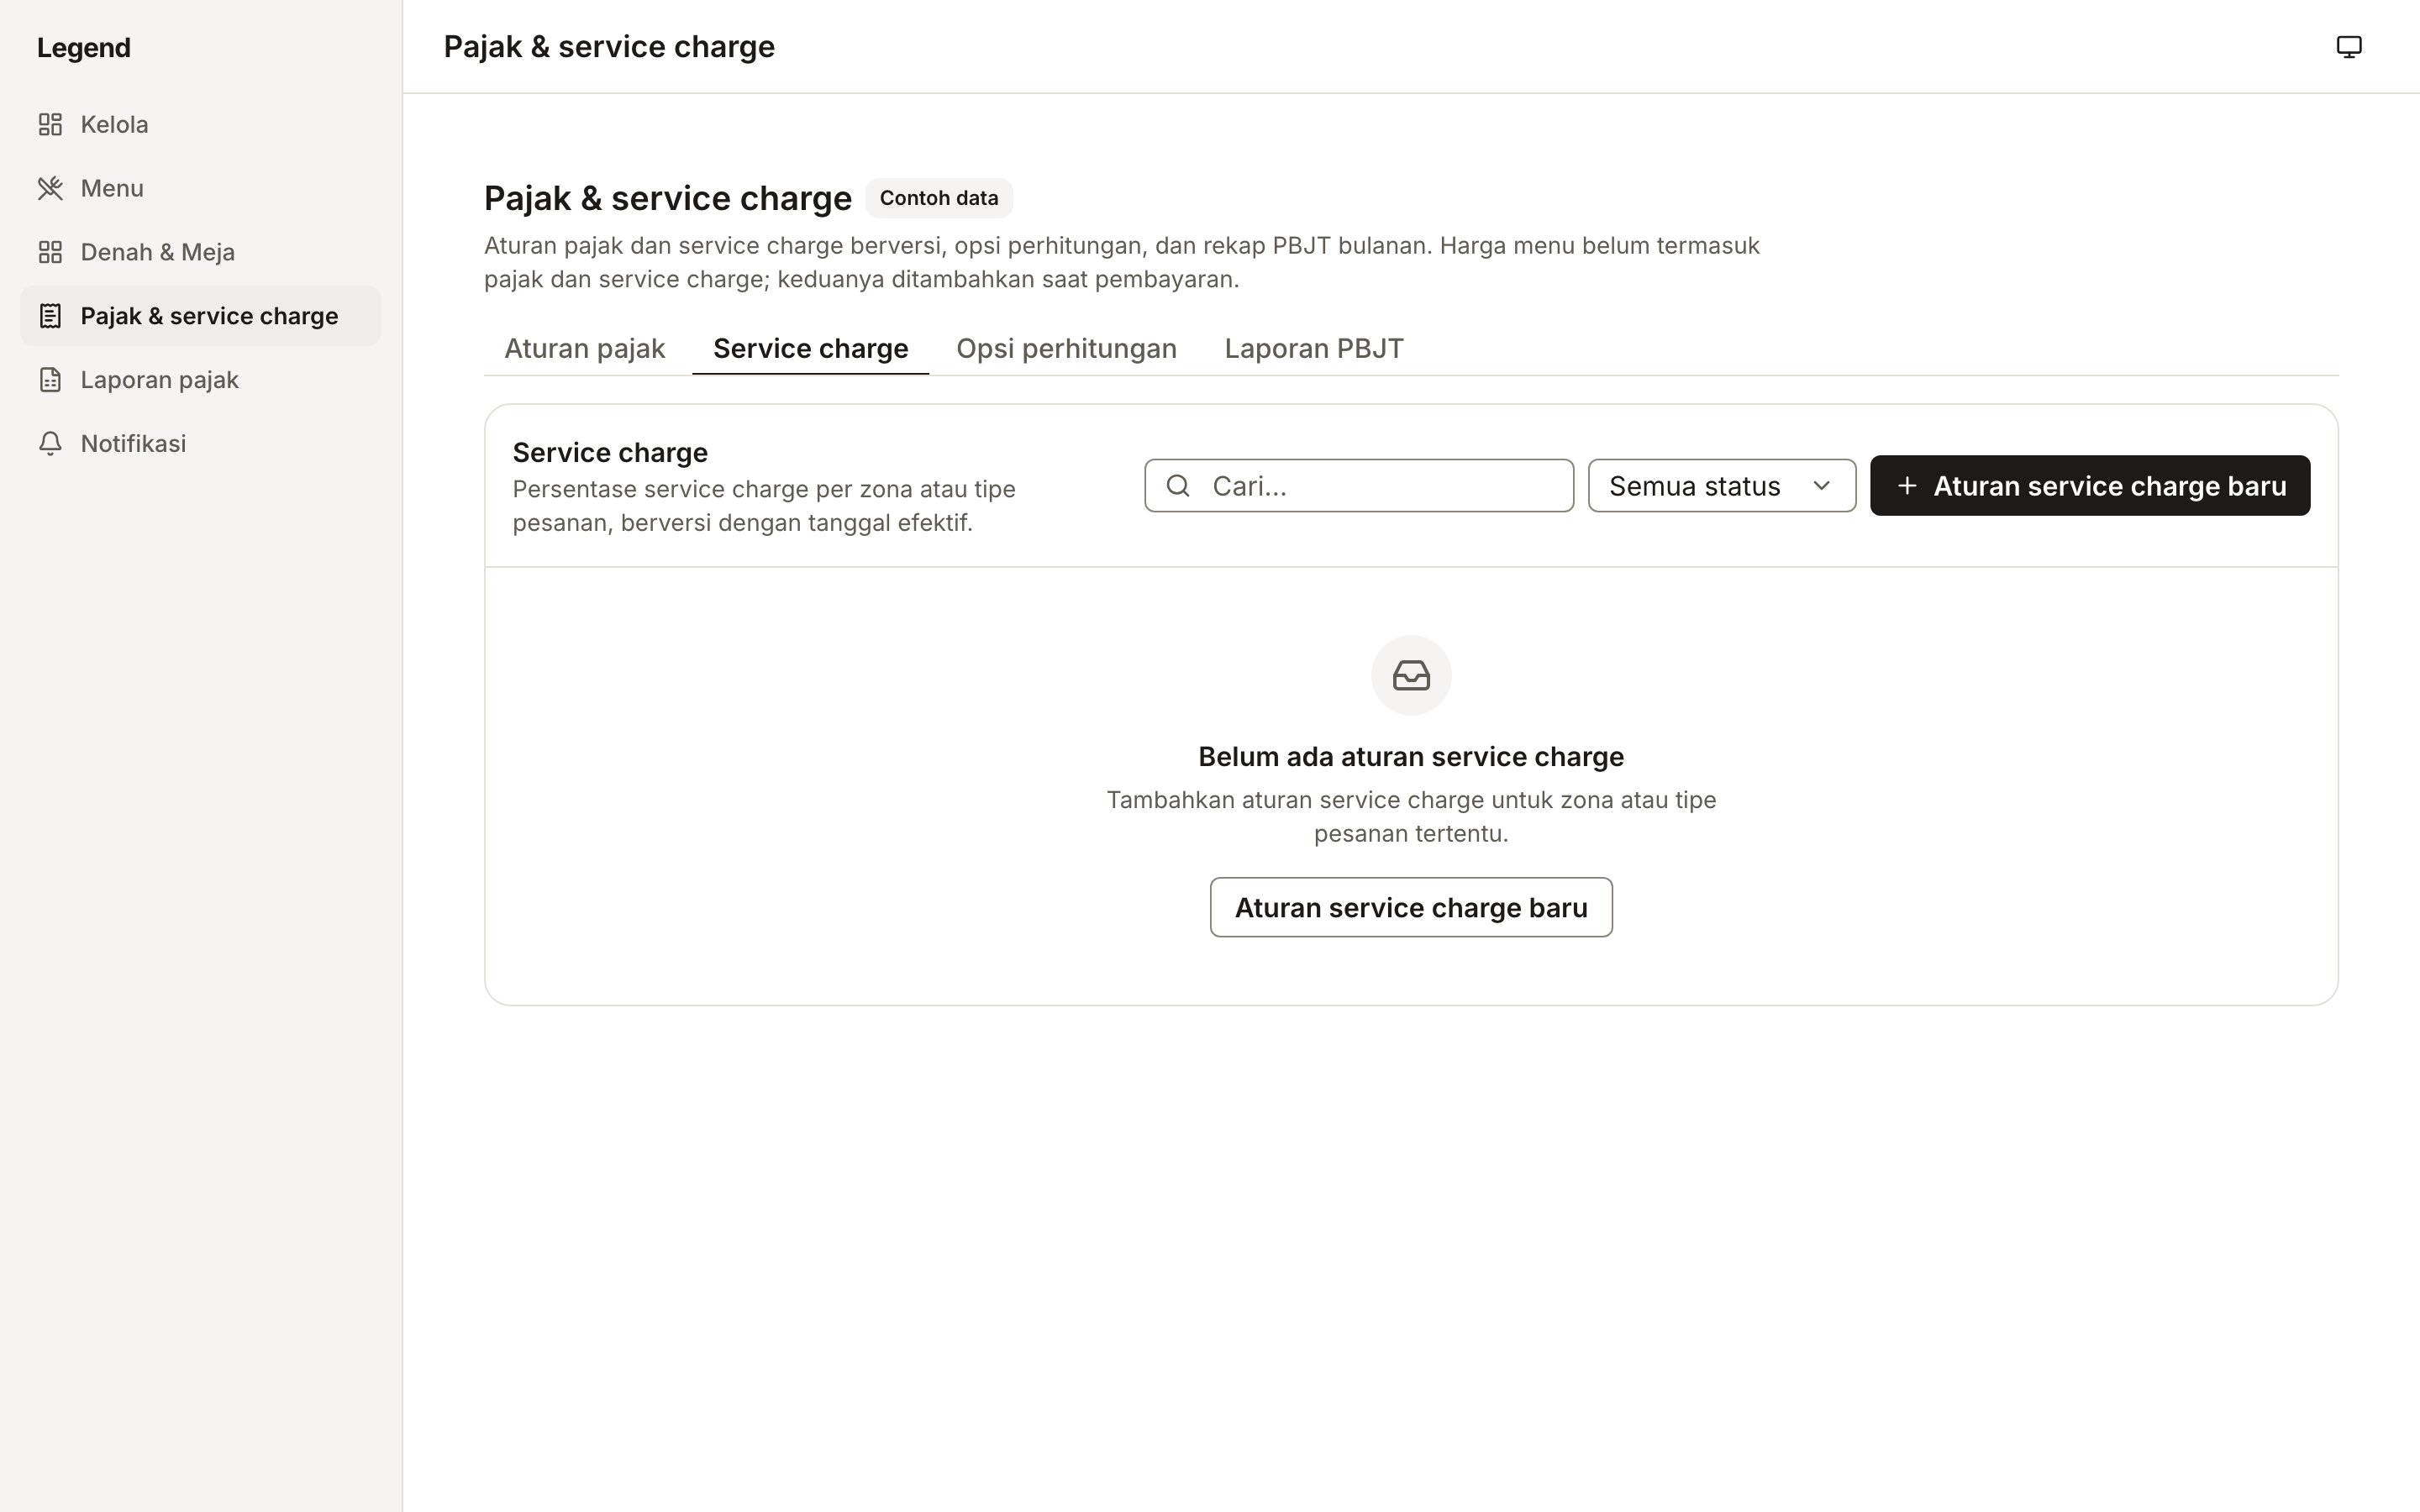 Legend
Kelola
Menu
Denah & Meja
Pajak & service charge
Laporan pajak
Notifikasi
Pajak & service charge
Pajak & service charge
Contoh data
Aturan pajak dan service charge berversi, opsi perhitungan, dan rekap PBJT bulanan. Harga menu belum termasuk
pajak dan service charge; keduanya ditambahkan saat pembayaran.
Aturan pajak
Service charge
Opsi perhitungan
Laporan PBJT
Service charge
Persentase service charge per zona atau tipe
pesanan, berversi dengan tanggal efektif.
Cari...
Semua status
Aturan service charge baru
Belum ada aturan service charge
Tambahkan aturan service charge untuk zona atau tipe
pesanan tertentu.
Aturan service charge baru